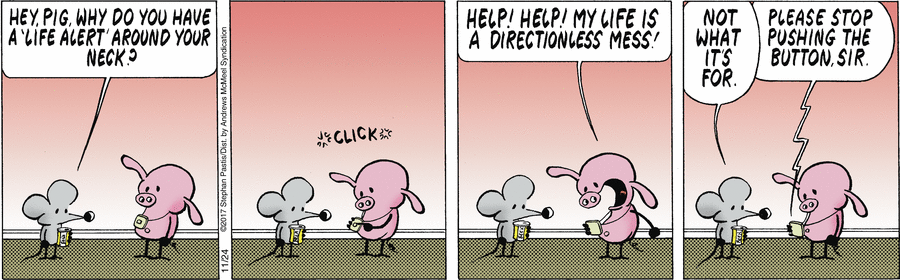 HEY, PIG, WHY DO YOU HAVE
A 'LIFE ALERT' AROUND YOUR
NECK?
©2017 Stephan Pastis/Dist. by Andrews McMeel Syndication
11/24
CLICK
HELP! HELP! MY LIFE IS
A DIRECTIONLESS MESS!
NOT
WHAT
IT'S
FOR.
PLEASE STOP
PUSHING THE
BUTTON, SIR.